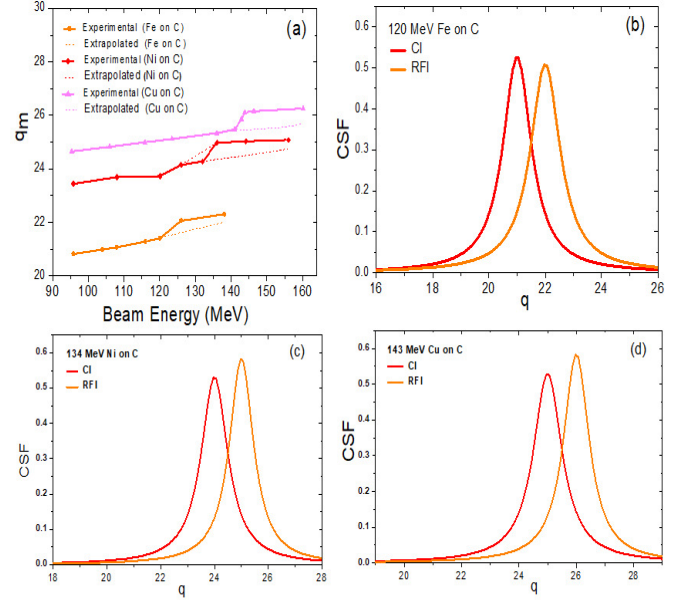 (a)
Experimental (Fe on C)
Extrapolated (Fe on C)
Experimental (Ni on C)
Extrapolated (Ni on C)
Experimental (Cu on C)
Extrapolated (Cu on C)
qm
30
28
26
24
22
20
90 100 110 120 130 140 150 160
Beam Energy (MeV)
(b)
120 MeV Fe on C
CI
RFI
CSF
0.6
0.5
0.4
0.3
0.2
0.1
0.0
16 18 20 22 24 26
q
(c)
134 MeV Ni on C
CI
RFI
CSF
0.6
0.5
0.4
0.3
0.2
0.1
0.0
18 20 22 24 26 28
q
(d)
143 MeV Cu on C
CI
RFI
CSF
0.6
0.5
0.4
0.3
0.2
0.1
0.0
20 22 24 26 28
q